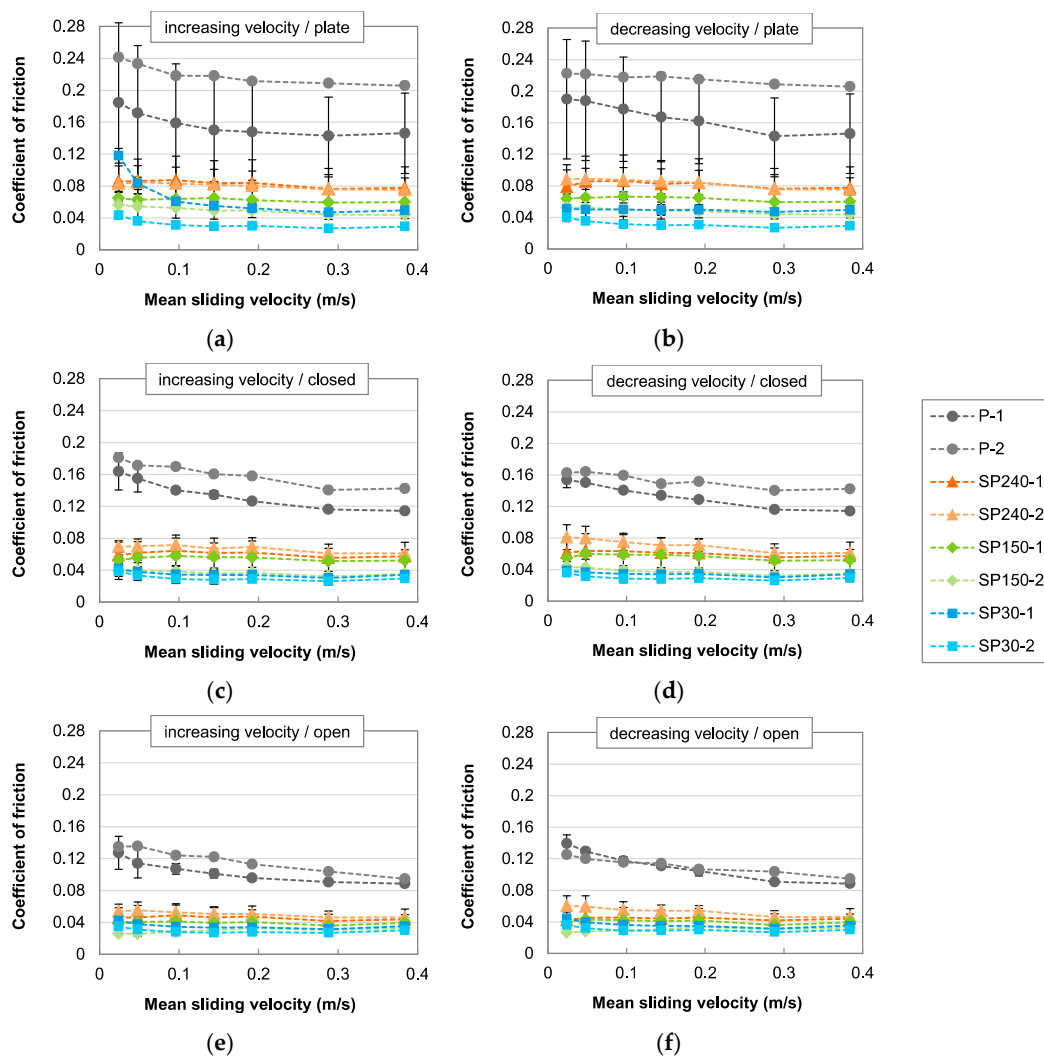 increasing velocity / plate
Coefficient of friction
0.28
0.24
0.2
0.16
0.12
0.08
0.04
0
0.1
0.2
0.3
0.4
Mean sliding velocity (m/s)
(a)
decreasing velocity / plate
Coefficient of friction
0.28
0.24
0.2
0.16
0.12
0.08
0.04
0
0.1
0.2
0.3
0.4
Mean sliding velocity (m/s)
(b)
increasing velocity / closed
Coefficient of friction
0.28
0.24
0.2
0.16
0.12
0.08
0.04
0
0
0.1
0.2
0.3
0.4
Mean sliding velocity (m/s)
(c)
decreasing velocity / closed
Coefficient of friction
0.28
0.24
0.2
0.16
0.12
0.08
0.04
0
0
0.1
0.2
0.3
0.4
Mean sliding velocity (m/s)
(d)
P-1
P-2
SP240-1
SP240-2
SP150-1
SP150-2
SP30-1
SP30-2
increasing velocity / open
Coefficient of friction
0.28
0.24
0.2
0.16
0.12
0.08
0.04
0
0
0.1
0.2
0.3
0.4
Mean sliding velocity (m/s)
(e)
decreasing velocity / open
Coefficient of friction
0.28
0.24
0.2
0.16
0.12
0.08
0.04
0
0
0.1
0.2
0.3
0.4
Mean sliding velocity (m/s)
(f)